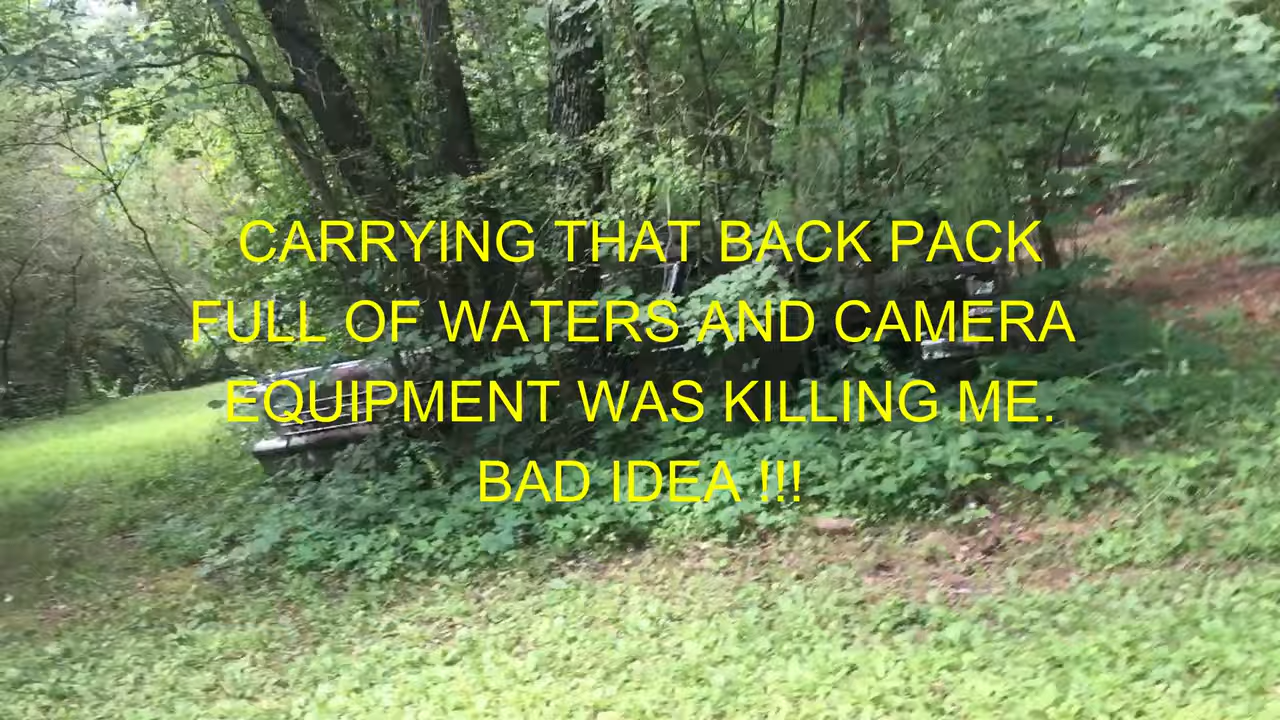 CARRYING THAT BACK PACK
FULL OF WATERS AND CAMERA
EQUIPMENT WAS KILLING ME.
BAD IDEA !!!